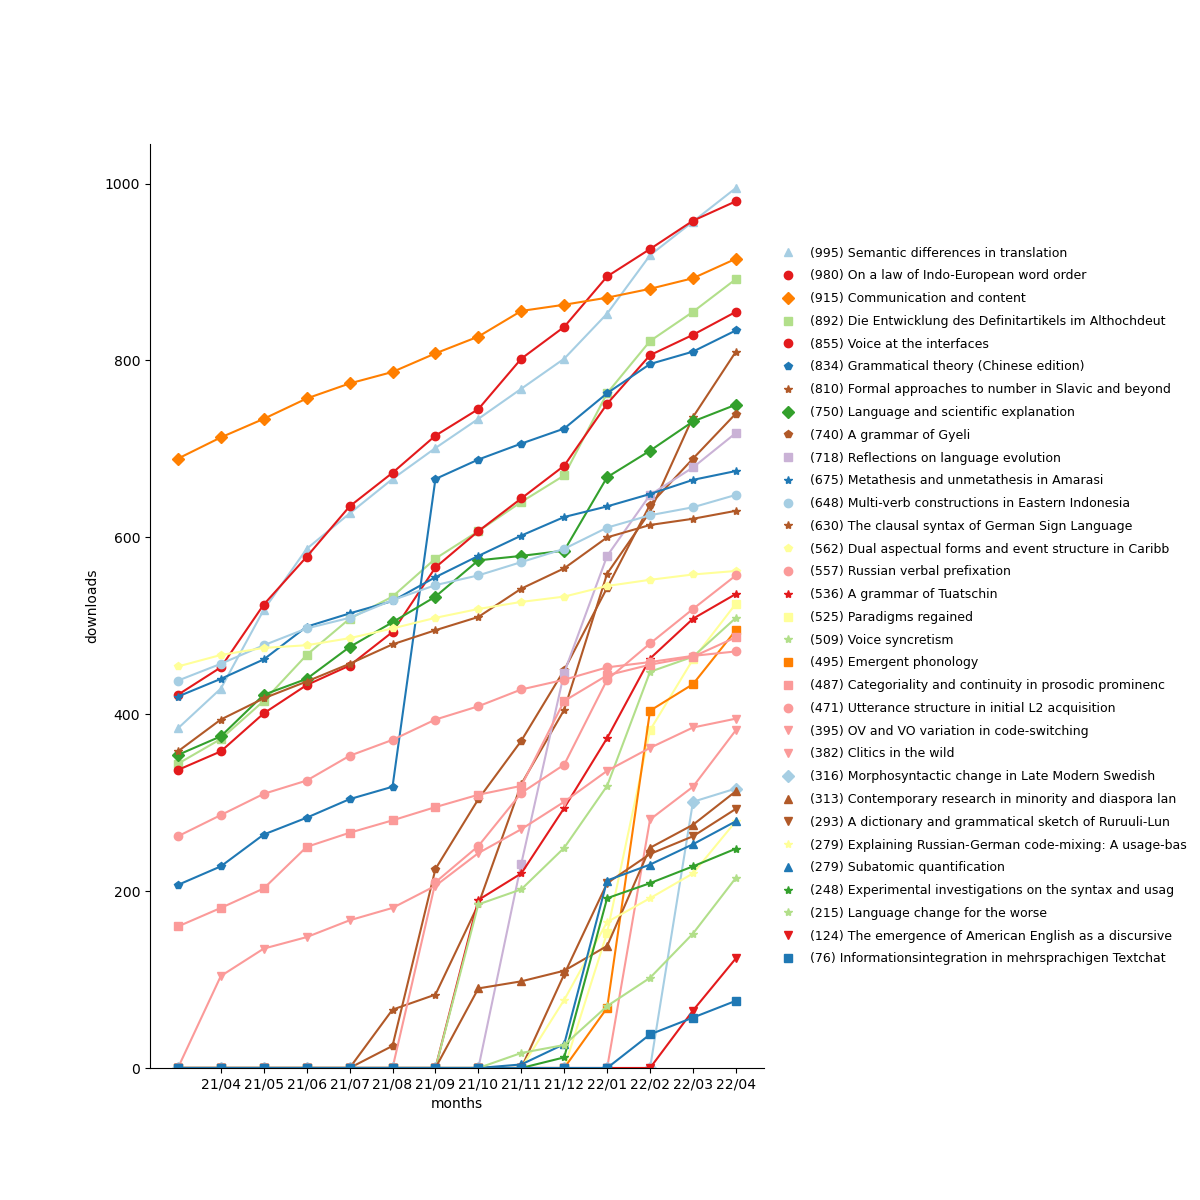 1000
800
600
400
200
0
downloads
21/04 21/05 21/06 21/07 21/08 21/09 21/10 21/11 21/12 22/01 22/02 22/03 22/04
months
(995) Semantic differences in translation
(980) On a law of Indo-European word order
(915) Communication and content
(892) Die Entwicklung des Definitartikels im Althochdeut
(855) Voice at the interfaces
(834) Grammatical theory (Chinese edition)
(810) Formal approaches to number in Slavic and beyond
(750) Language and scientific explanation
(740) A grammar of Gyeli
(718) Reflections on language evolution
(675) Metathesis and unmetathesis in Amarasi
(648) Multi-verb constructions in Eastern Indonesia
(630) The clausal syntax of German Sign Language
(562) Dual aspectual forms and event structure in Caribb
(557) Russian verbal prefixation
(536) A grammar of Tuatschin
(525) Paradigms regained
(509) Voice syncretism
(495) Emergent phonology
(487) Categoriality and continuity in prosodic prominenc
(471) Utterance structure in initial L2 acquisition
(395) OV and VO variation in code-switching
(382) Clitics in the wild
(316) Morphosyntactic change in Late Modern Swedish
(313) Contemporary research in minority and diaspora lan
(293) A dictionary and grammatical sketch of Ruruuli-Lun
(279) Explaining Russian-German code-mixing: A usage-bas
(279) Subatomic quantification
(248) Experimental investigations on the syntax and usag
(215) Language change for the worse
(124) The emergence of American English as a discursive
(76) Informationsintegration in mehrsprachigen Textchat